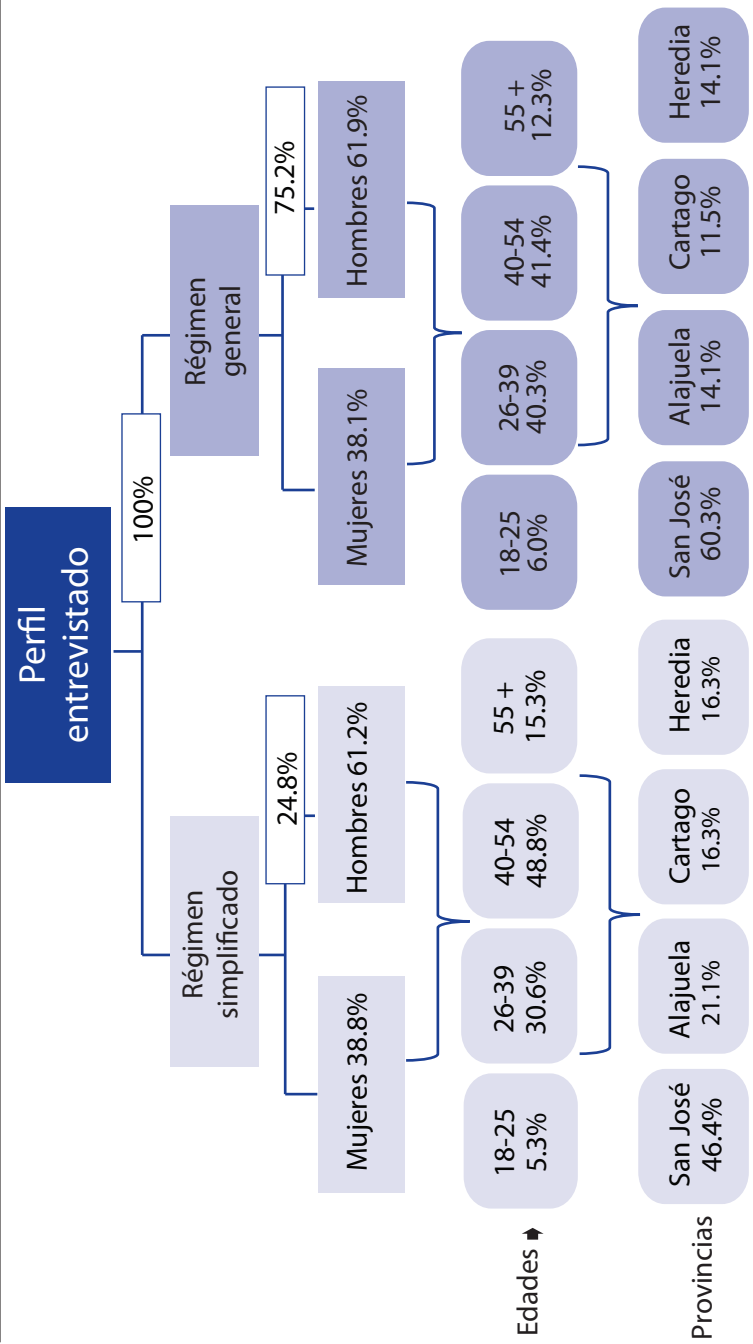 Perfil
entrevistado
100%
Régimen
simplificado
Régimen
general
24.8%
75.2%
Mujeres 38.8%
Hombres 61.2%
Mujeres 38.1%
Hombres 61.9%
Edades
18-25
5.3%
26-39
30.6%
40-54
48.8%
55 +
15.3%
18-25
6.0%
26-39
40.3%
40-54
41.4%
55 +
12.3%
Provincias
San José
46.4%
Alajuela
21.1%
Cartago
16.3%
Heredia
16.3%
San José
60.3%
Alajuela
14.1%
Cartago
11.5%
Heredia
14.1%